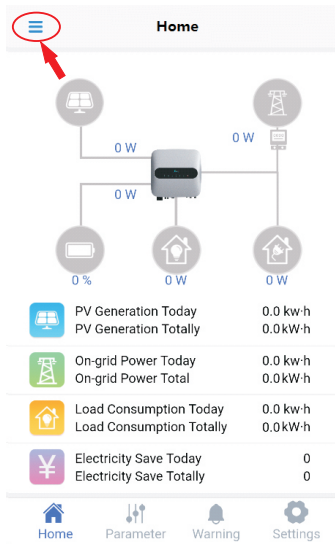 Home
0 W
0 W
0 W
0 %
0 W
0 W
PV Generation Today 0.0 kw·h
PV Generation Totally 0.0kW·h
On-grid Power Today 0.0 kw·h
On-grid Power Total 0.0kW·h
Load Consumption Today 0.0 kw·h
Load Consumption Totally 0.0kW·h
¥
Electricity Save Today 0
Electricity Save Totally 0
Home Parameter Warning Settings